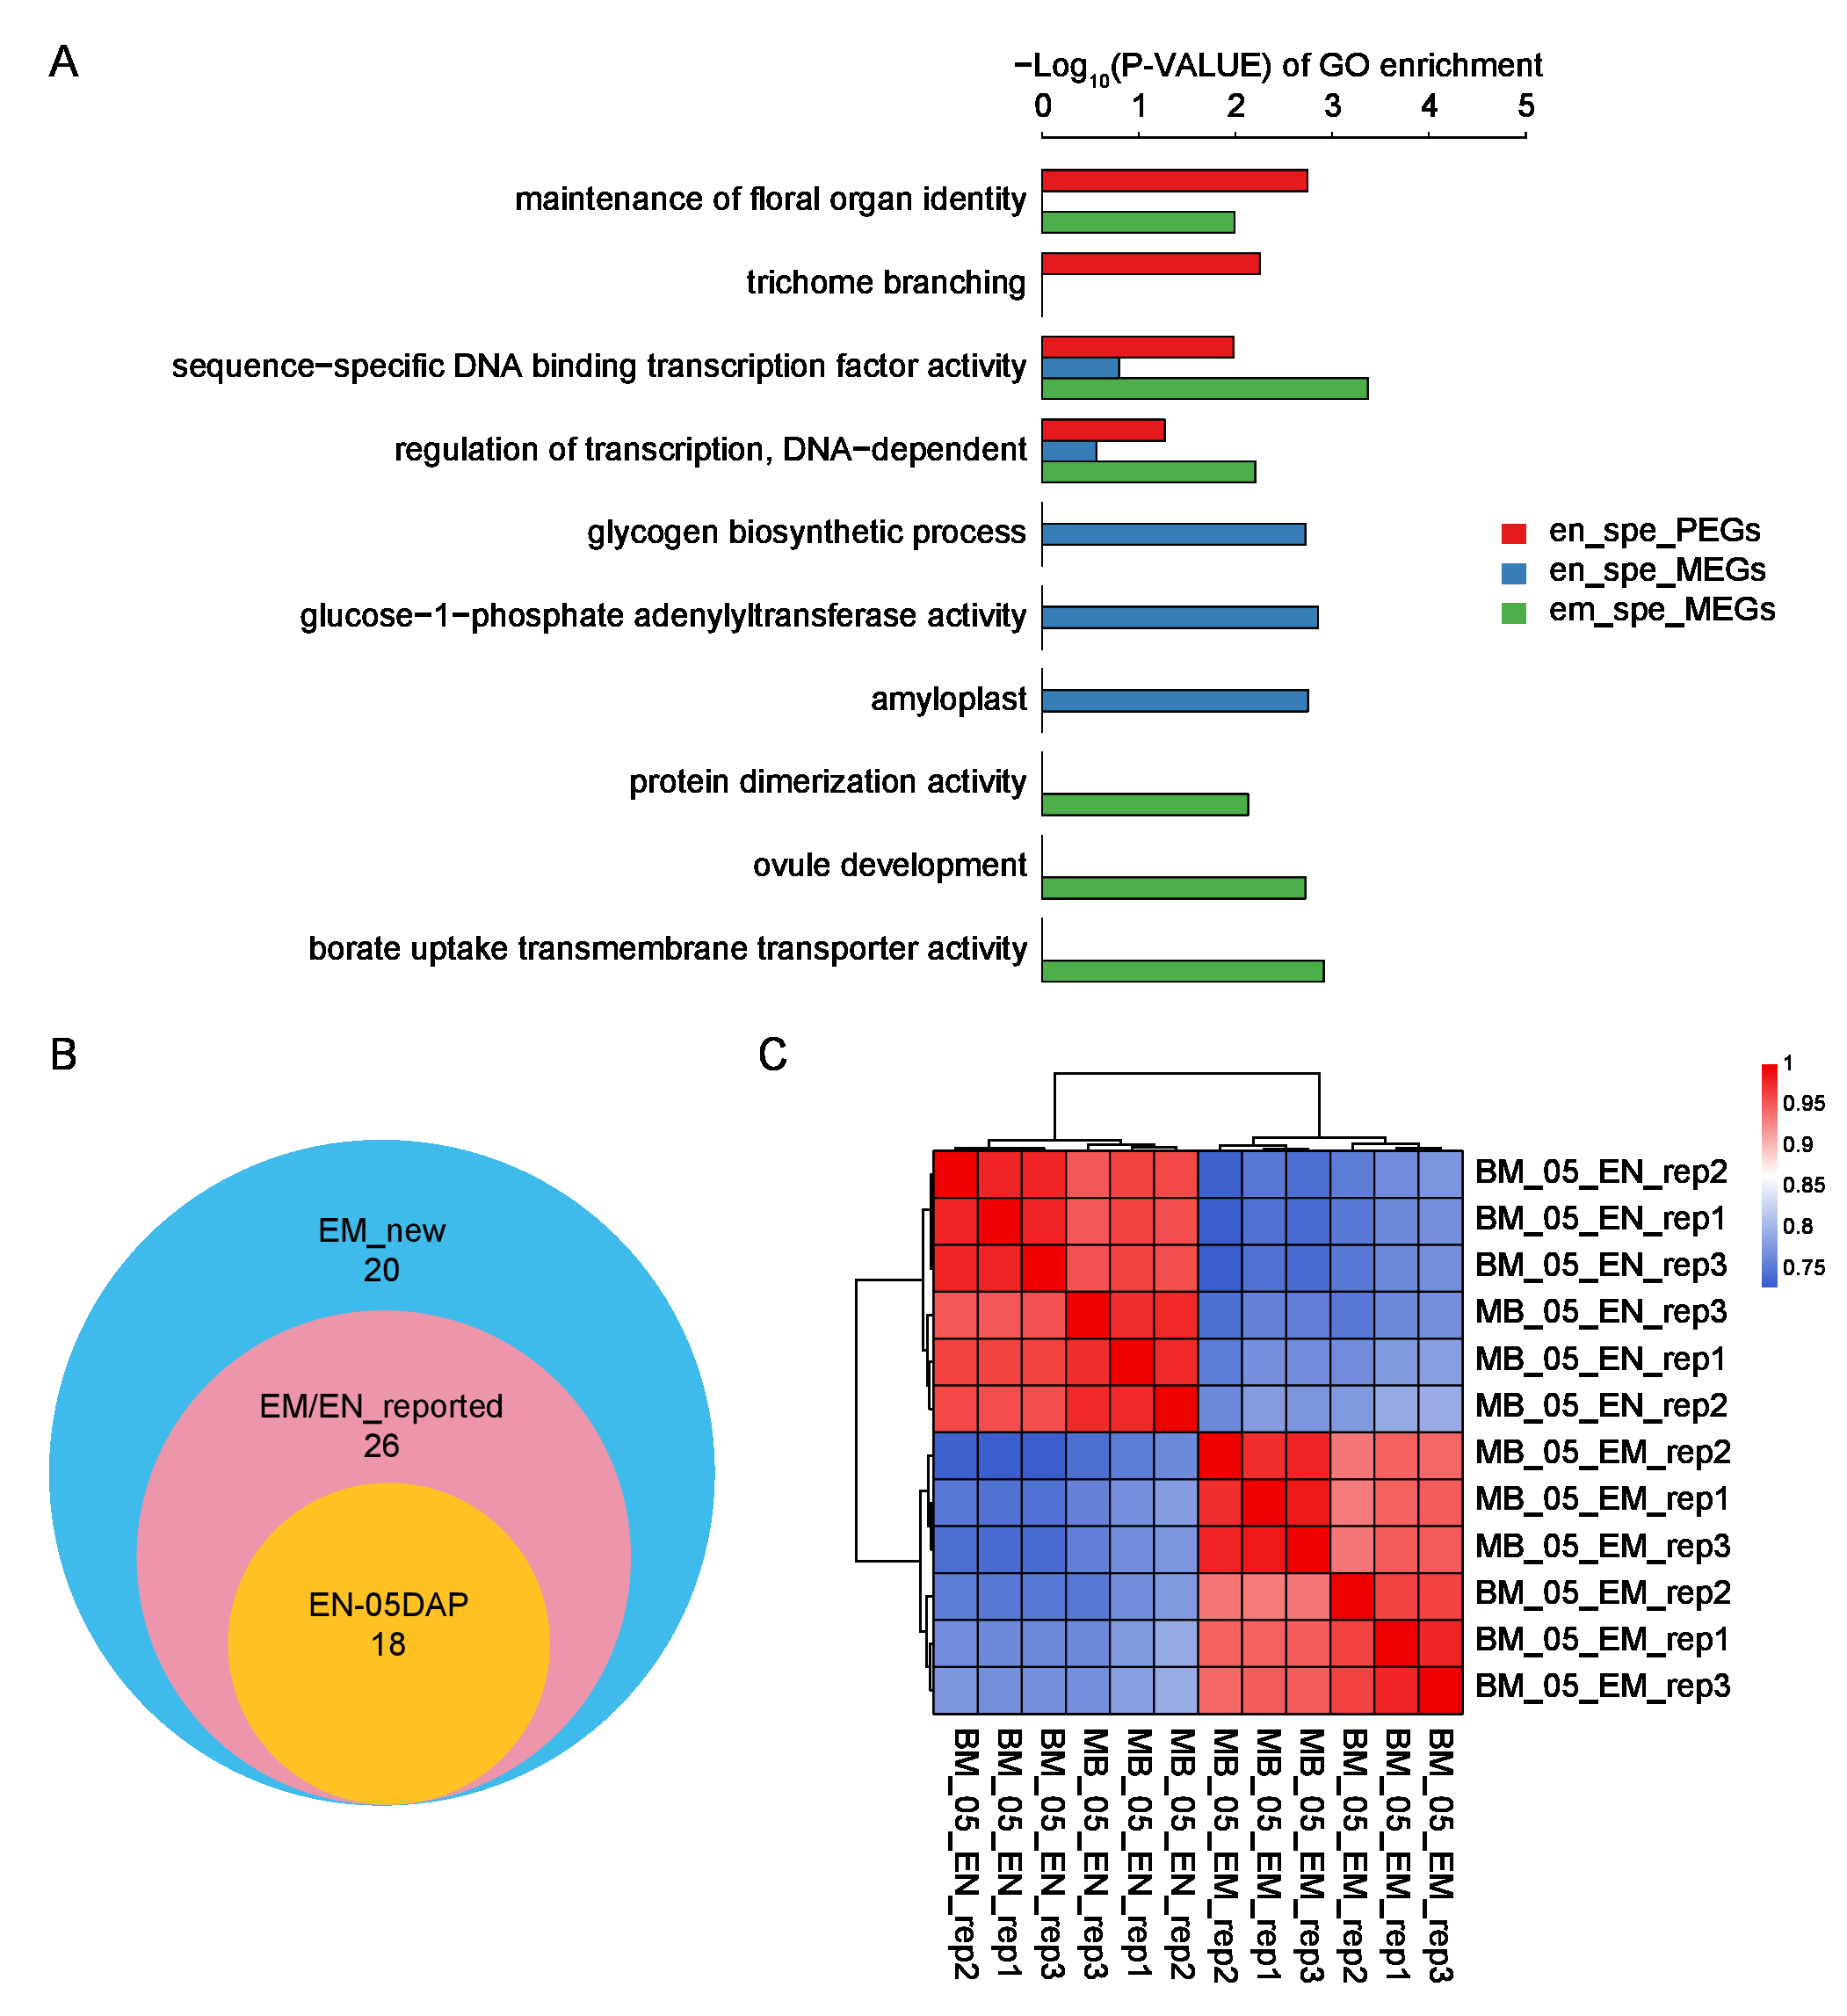 A
−Log10(P-VALUE) of GO enrichment
0 1 2 3 4 5
maintenance of floral organ identity
trichome branching
sequence−specific DNA binding transcription factor activity
regulation of transcription, DNA−dependent
glycogen biosynthetic process
glucose−1−phosphate adenylyltransferase activity
amyloplast
protein dimerization activity
ovule development
borate uptake transmembrane transporter activity
en_spe_PEGs
en_spe_MEGs
em_spe_MEGs
B
EM_new
20
EM/EN_reported
26
EN-05DAP
18
C
1
0.95
0.9
0.85
0.8
0.75
BM_05_EN_rep2
BM_05_EN_rep1
BM_05_EN_rep3
MB_05_EN_rep3
MB_05_EN_rep1
MB_05_EN_rep2
MB_05_EM_rep2
MB_05_EM_rep1
MB_05_EM_rep3
BM_05_EM_rep2
BM_05_EM_rep1
BM_05_EM_rep3
BM_05_EN_rep2
BM_05_EN_rep1
BM_05_EN_rep3
MB_05_EN_rep3
MB_05_EN_rep1
MB_05_EN_rep2
MB_05_EM_rep2
MB_05_EM_rep1
MB_05_EM_rep3
BM_05_EM_rep2
BM_05_EM_rep1
BM_05_EM_rep3